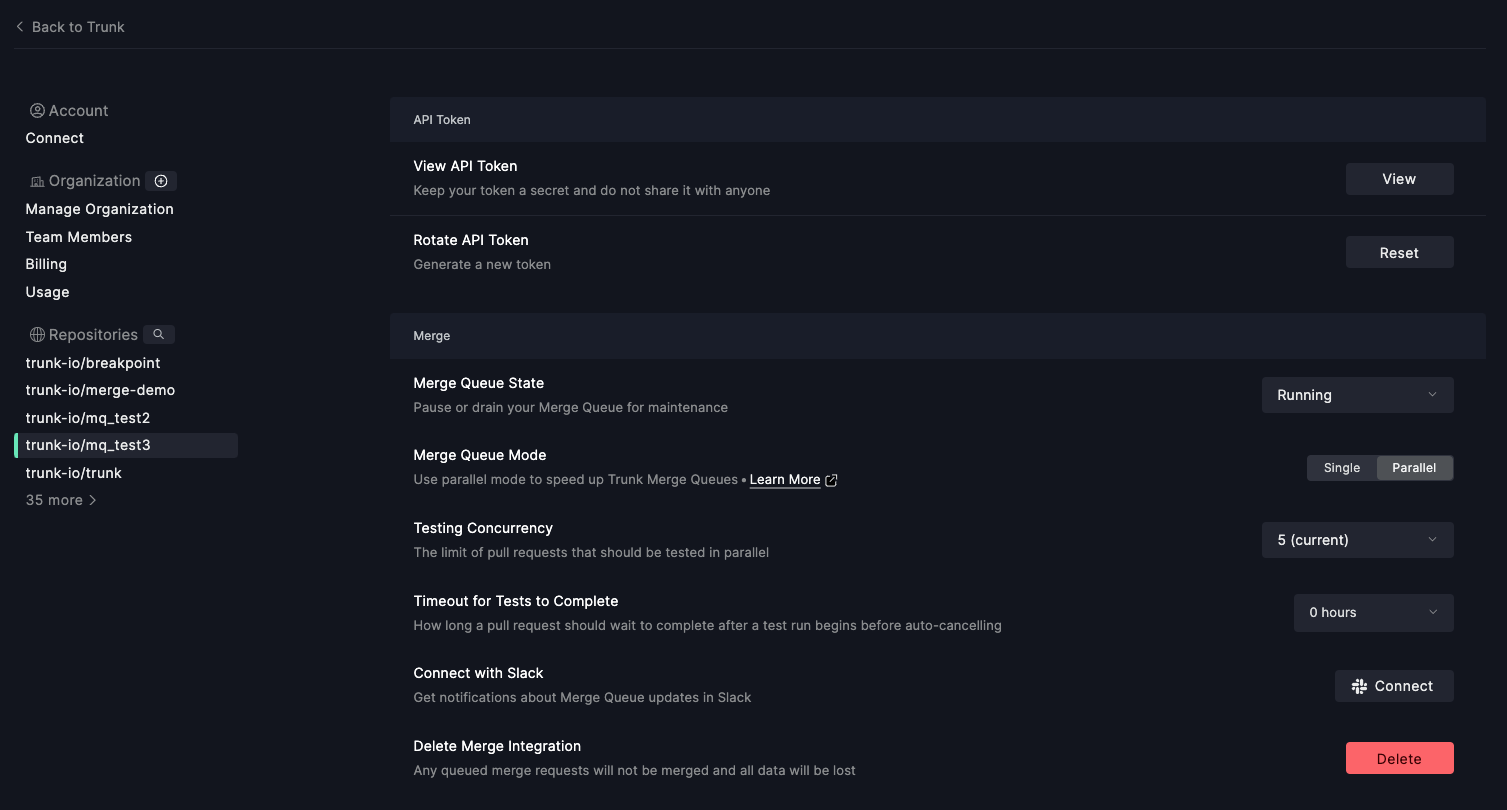 Back to Trunk
Account
Connect
Organization
Manage Organization
Team Members
Billing
Usage
Repositories
trunk-io/breakpoint
trunk-io/merge-demo
trunk-io/mq_test2
trunk-io/mq_test3
trunk-io/trunk
35 more
API Token
View API Token
Keep your token a secret and do not share it with anyone
View
Rotate API Token
Generate a new token
Reset
Merge
Merge Queue State
Pause or drain your Merge Queue for maintenance
Running
Merge Queue Mode
Use parallel mode to speed up Trunk Merge Queues • Learn More
Single Parallel
Testing Concurrency
The limit of pull requests that should be tested in parallel
5 (current)
Timeout for Tests to Complete
How long a pull request should wait to complete after a test run begins before auto-cancelling
0 hours
Connect with Slack
Get notifications about Merge Queue updates in Slack
Connect
Delete Merge Integration
Any queued merge requests will not be merged and all data will be lost
Delete